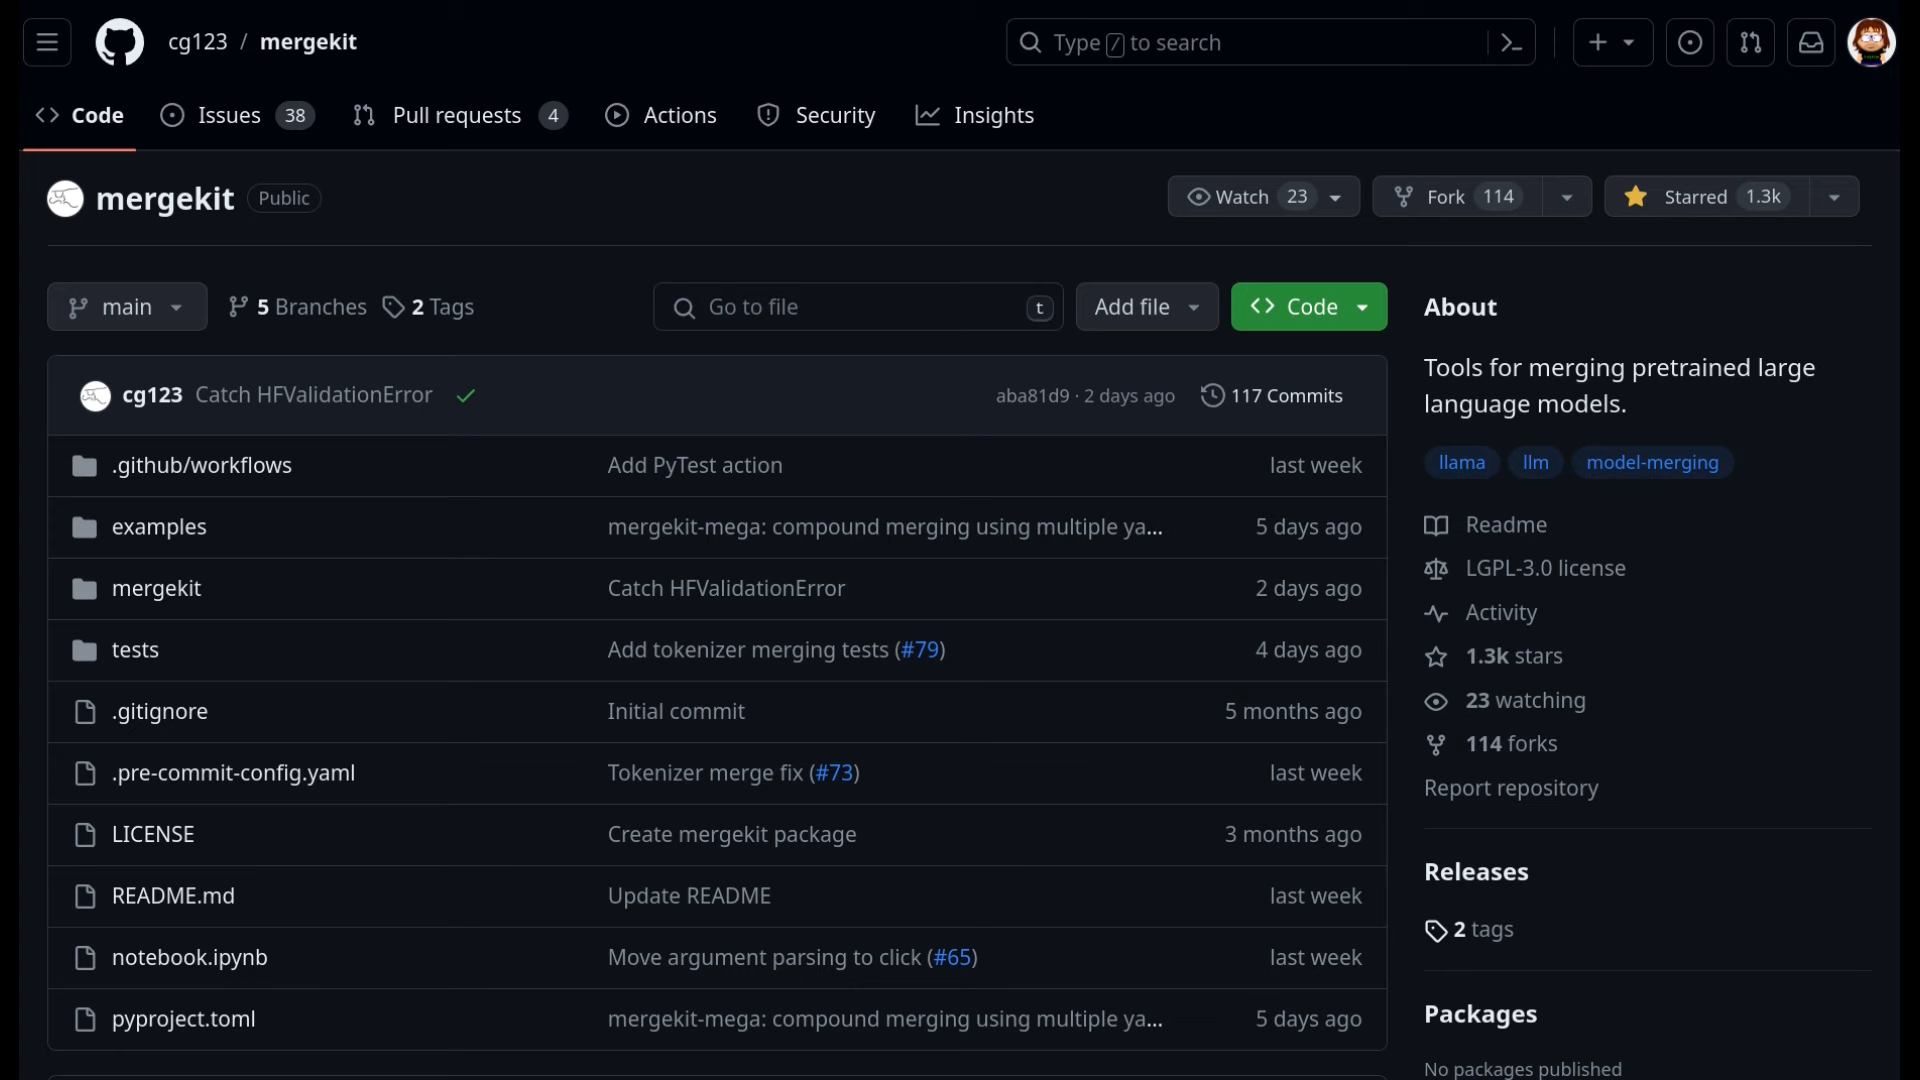 cg123 / mergekit
Type / to search
Code
Issues 38
Pull requests 4
Actions
Security
Insights
mergekit Public
Watch 23
Fork 114
Starred 1.3k
main
5 Branches
2 Tags
Go to file t
Add file
Code
cg123 Catch HFValidationError aba81d9 · 2 days ago 117 Commits
.github/workflows Add PyTest action last week
examples mergekit-mega: compound merging using multiple ya... 5 days ago
mergekit Catch HFValidationError 2 days ago
tests Add tokenizer merging tests (#79) 4 days ago
.gitignore Initial commit 5 months ago
.pre-commit-config.yaml Tokenizer merge fix (#73) last week
LICENSE Create mergekit package 3 months ago
README.md Update README last week
notebook.ipynb Move argument parsing to click (#65) last week
pyproject.toml mergekit-mega: compound merging using multiple ya... 5 days ago
About
Tools for merging pretrained large
language models.
llama llm model-merging
Readme
LGPL-3.0 license
Activity
1.3k stars
23 watching
114 forks
Report repository
Releases
2 tags
Packages
No packages published